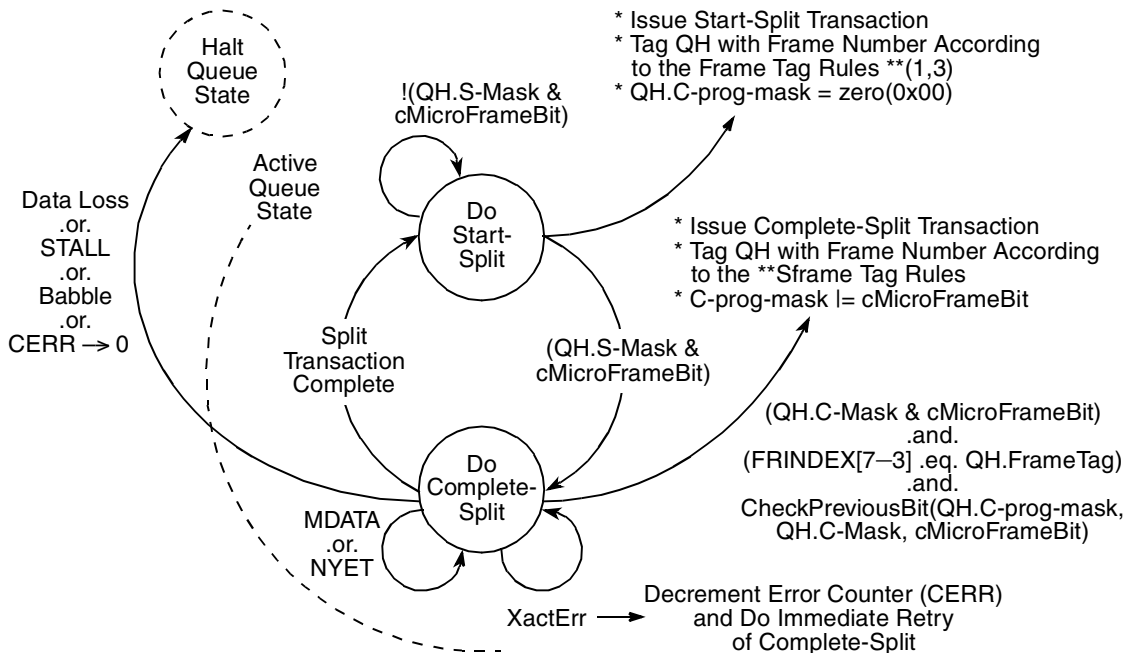 Halt
Queue
State
* Issue Start-Split Transaction
* Tag QH with Frame Number According
to the Frame Tag Rules **(1,3)
* QH.C-prog-mask = zero(0x00)
!(QH.S-Mask &
cMicroFrameBit)
Active
Queue
State
Data Loss
.or.
STALL
.or.
Babble
.or.
CERR → 0
Do
Start-
Split
* Issue Complete-Split Transaction
* Tag QH with Frame Number According
to the **Sframe Tag Rules
* C-prog-mask |= cMicroFrameBit
Split
Transaction
Complete
(QH.S-Mask &
cMicroFrameBit)
(QH.C-Mask & cMicroFrameBit)
.and.
(FRINDEX[7–3] .eq. QH.FrameTag)
.and.
CheckPreviousBit(QH.C-prog-mask,
QH.C-Mask, cMicroFrameBit)
Do
Complete-
Split
MDATA
.or.
NYET
XactErr → Decrement Error Counter (CERR)
and Do Immediate Retry
of Complete-Split